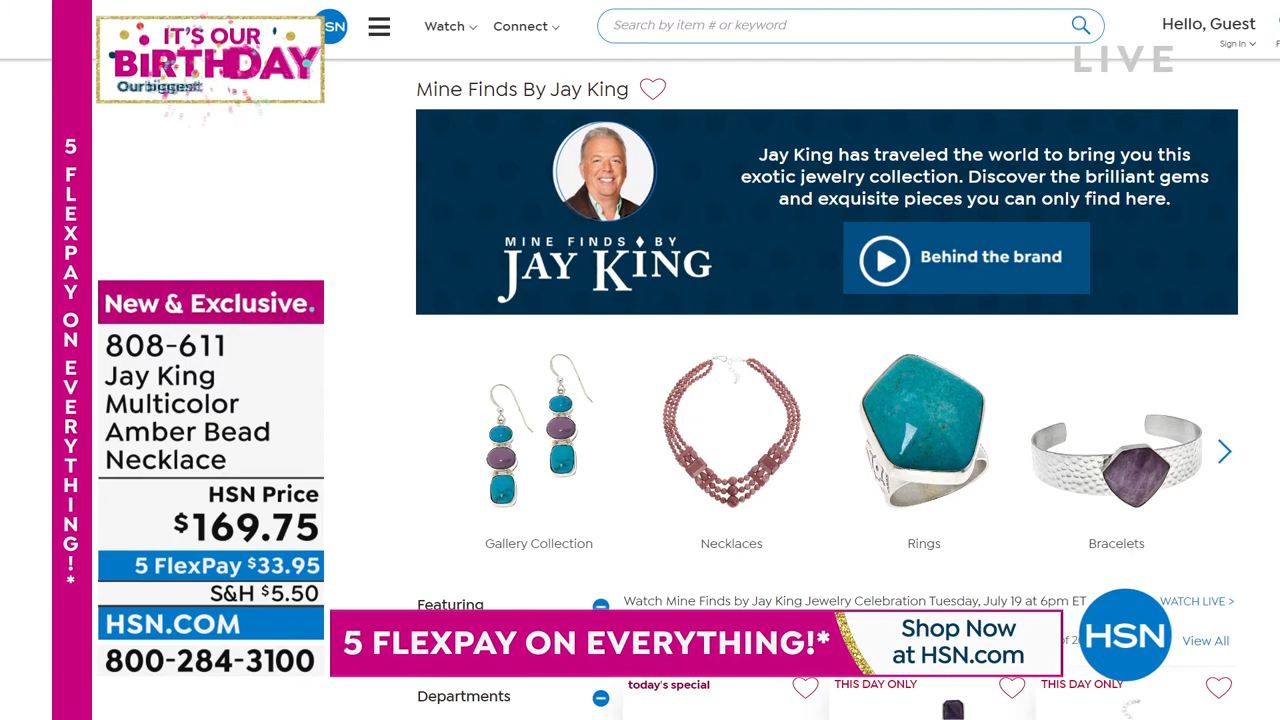 IT'S OUR
BIRTHDAY
Our biggest
5 FLEXPAY ON EVERYTHING!*
New & Exclusive.
808-611
Jay King
Multicolor
Amber Bead
Necklace
HSN Price
$169.75
5 FlexPay $33.95
S&H $5.50
HSN.COM
800-284-3100
SN
Watch
Connect
Search by item # or keyword
Hello, Guest
Sign In
LIVE
Mine Finds By Jay King
Jay King has traveled the world to bring you this
exotic jewelry collection. Discover the brilliant gems
and exquisite pieces you can only find here.
MINE FINDS BY
JAY KING
Behind the brand
Gallery Collection
Necklaces
Rings
Bracelets
Featuring
Watch Mine Finds by Jay King Jewelry Celebration Tuesday, July 19 at 6pm ET
WATCH LIVE >
View All
5 FLEXPAY ON EVERYTHING!*
Shop Now
at HSN.com
HSN
Departments
today's special
THIS DAY ONLY
THIS DAY ONLY